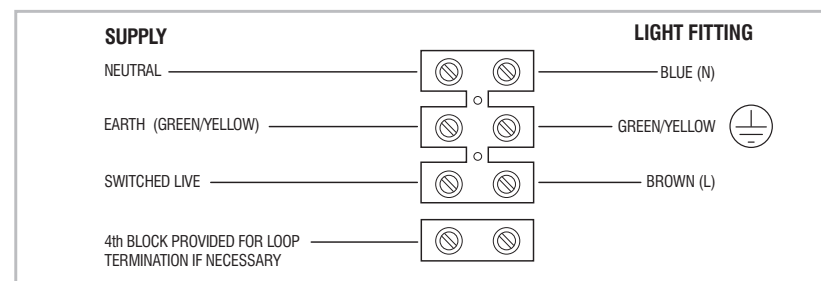 SUPPLY
LIGHT FITTING
NEUTRAL
BLUE (N)
EARTH (GREEN/YELLOW)
GREEN/YELLOW
SWITCHED LIVE
BROWN (L)
4th BLOCK PROVIDED FOR LOOP
TERMINATION IF NECESSARY